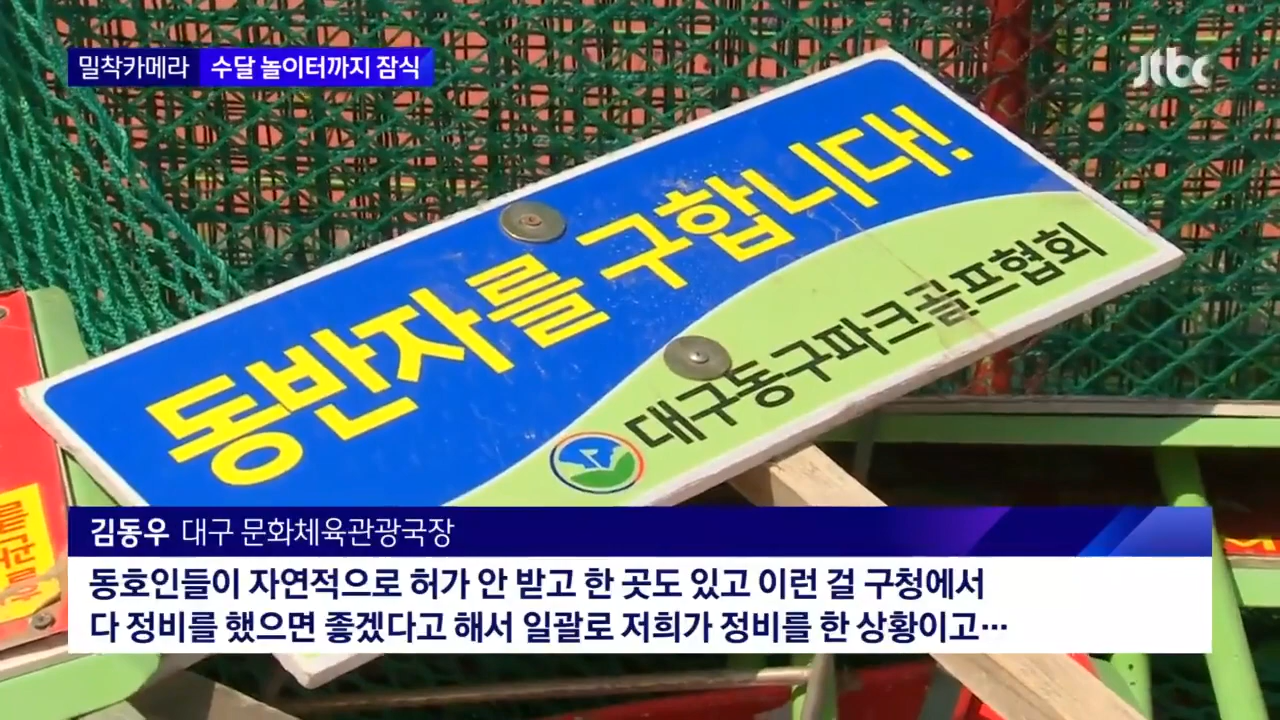 밀착카메라 수달 놀이터까지 잠식
jtbc
동반자를 구합니다!
대구동구파크골프협회
김동우 대구 문화체육관광국장
동호인들이 자연적으로 허가 안 받고 한 곳도 있고 이런 걸 구청에서
다 정비를 했으면 좋겠다고 해서 일괄로 저희가 정비를 한 상황이고…